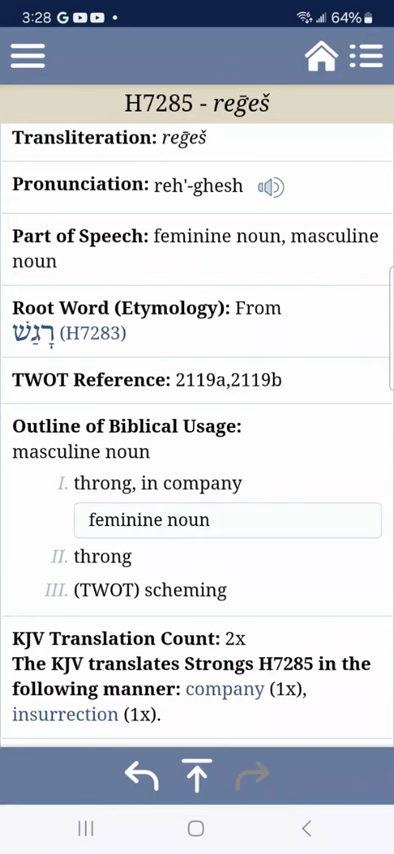 3:28 G 64%
H7285 - reḡeš
Transliteration: reḡeš
Pronunciation: reh'-ghesh
Part of Speech: feminine noun, masculine
noun
Root Word (Etymology): From
רָגַשׁ (H7283)
TWOT Reference: 2119a,2119b
Outline of Biblical Usage:
masculine noun
I. throng, in company
feminine noun
II. throng
III. (TWOT) scheming
KJV Translation Count: 2x
The KJV translates Strongs H7285 in the
following manner: company (1x),
insurrection (1x).